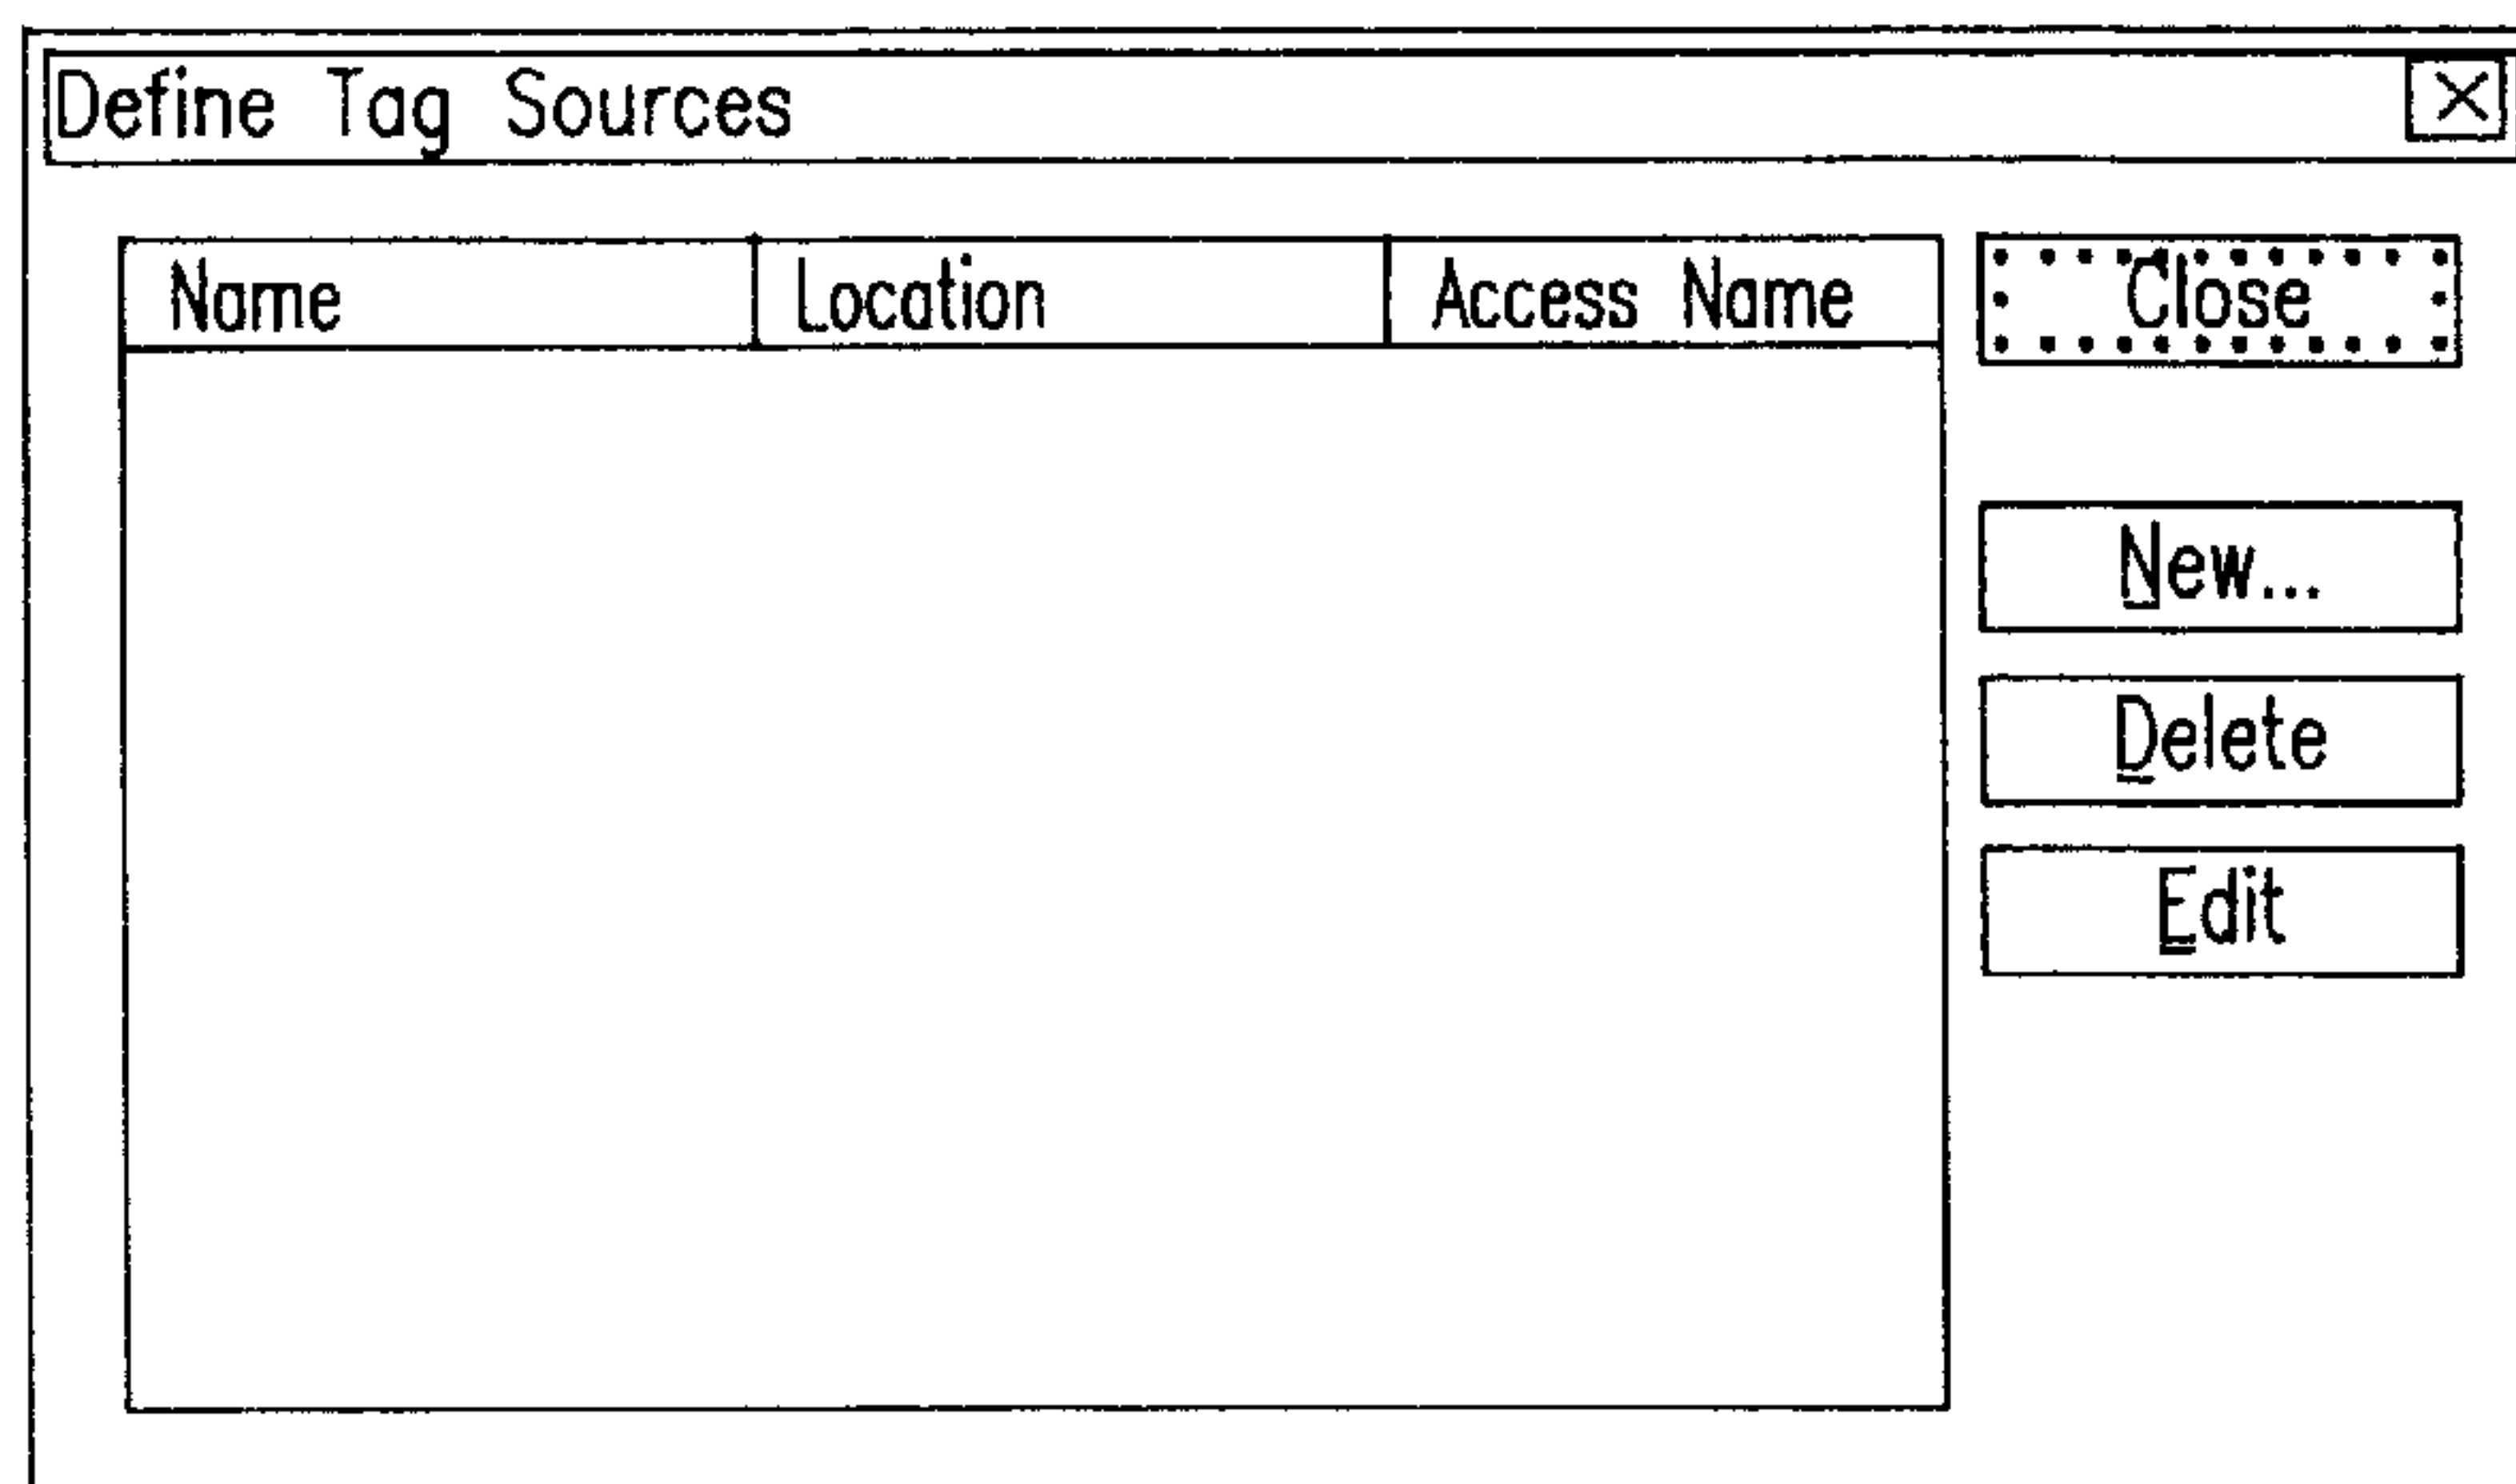 Define Tag Sources
Name Location Access Name Close
New...
Delete
Edit